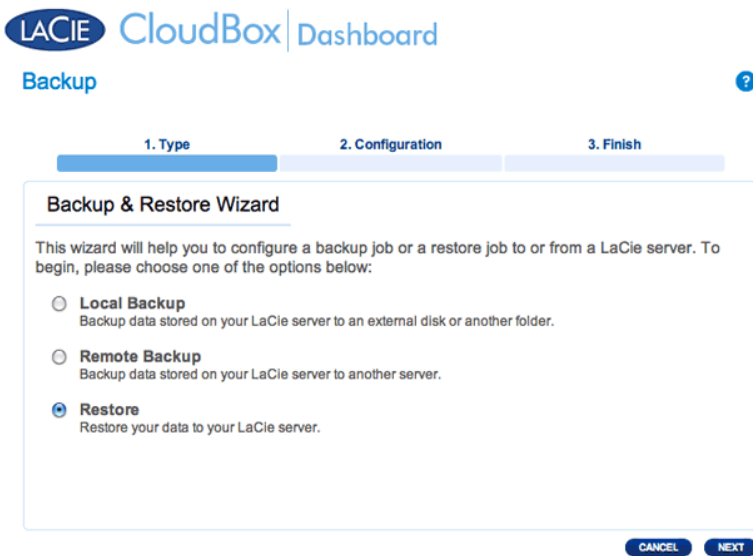 LACIE CloudBox Dashboard
Backup
?
1. Type 2. Configuration 3. Finish
Backup & Restore Wizard
This wizard will help you to configure a backup job or a restore job to or from a LaCie server. To
begin, please choose one of the options below:
Local Backup
Backup data stored on your LaCie server to an external disk or another folder.
Remote Backup
Backup data stored on your LaCie server to another server.
Restore
Restore your data to your LaCie server.
CANCEL NEXT